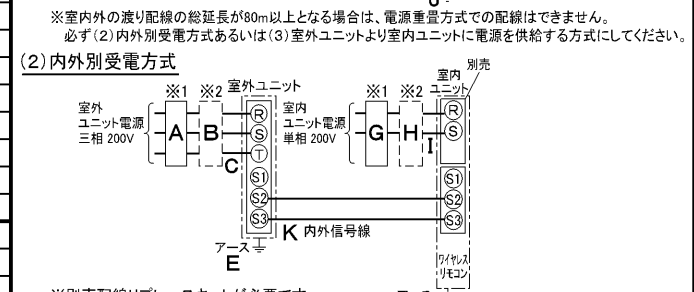 ※室内外の渡り配線の総延長が80m以上となる場合は、電源重畳方式での配線はできません。
必ず(2)内外別受電方式あるいは(3)室外ユニットより室内ユニットに電源を供給する方式にしてください。
(2)内外別受電方式
※1 ※2 室外ユニット
室外
ユニット電源
三相 200V
A
B
C
R
S
T
S1
S2
S3
アース
E
K 内外信号線
※1 ※2
室内
ユニット電源
単相 200V
G
H
I
室内
ユニット
別売
R
S
S1
S2
S3
ワイヤレス
リモコン